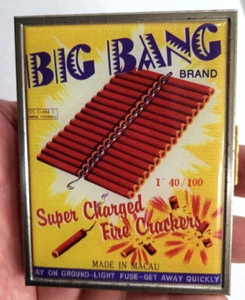 BIG BANG
BRAND
1" 40/100
Super Charged
Fire Crackers
MADE IN MACAU
LAY ON GROUND-LIGHT FUSE-GET AWAY QUICKLY